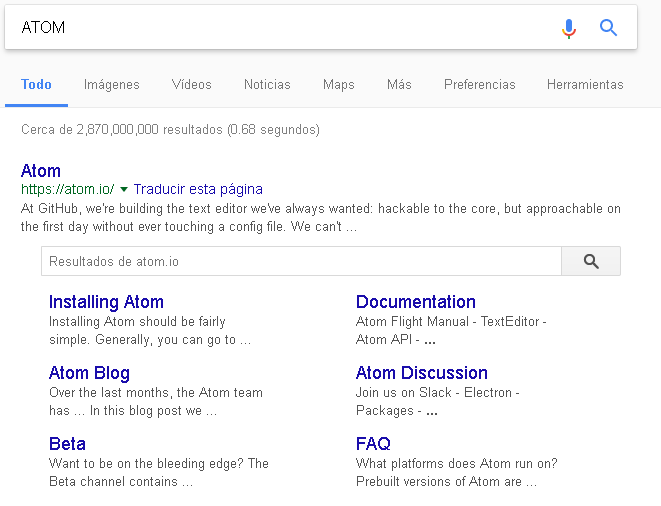 ATOM
Todo Imágenes Vídeos Noticias Maps Más Preferencias Herramientas
Cerca de 2,870,000,000 resultados (0.68 segundos)
Atom
https://atom.io/ Traducir esta página
At GitHub, we're building the text editor we've always wanted: hackable to the core, but approachable on
the first day without ever touching a config file. We can't ...
Resultados de atom.io
Installing Atom
Installing Atom should be fairly
simple. Generally, you can go to ...
Documentation
Atom Flight Manual - TextEditor -
Atom API - ...
Atom Blog
Over the last months, the Atom team
has ... In this blog post we ...
Atom Discussion
Join us on Slack - Electron -
Packages - ...
Beta
Want to be on the bleeding edge? The
Beta channel contains ...
FAQ
What platforms does Atom run on?
Prebuilt versions of Atom are ...